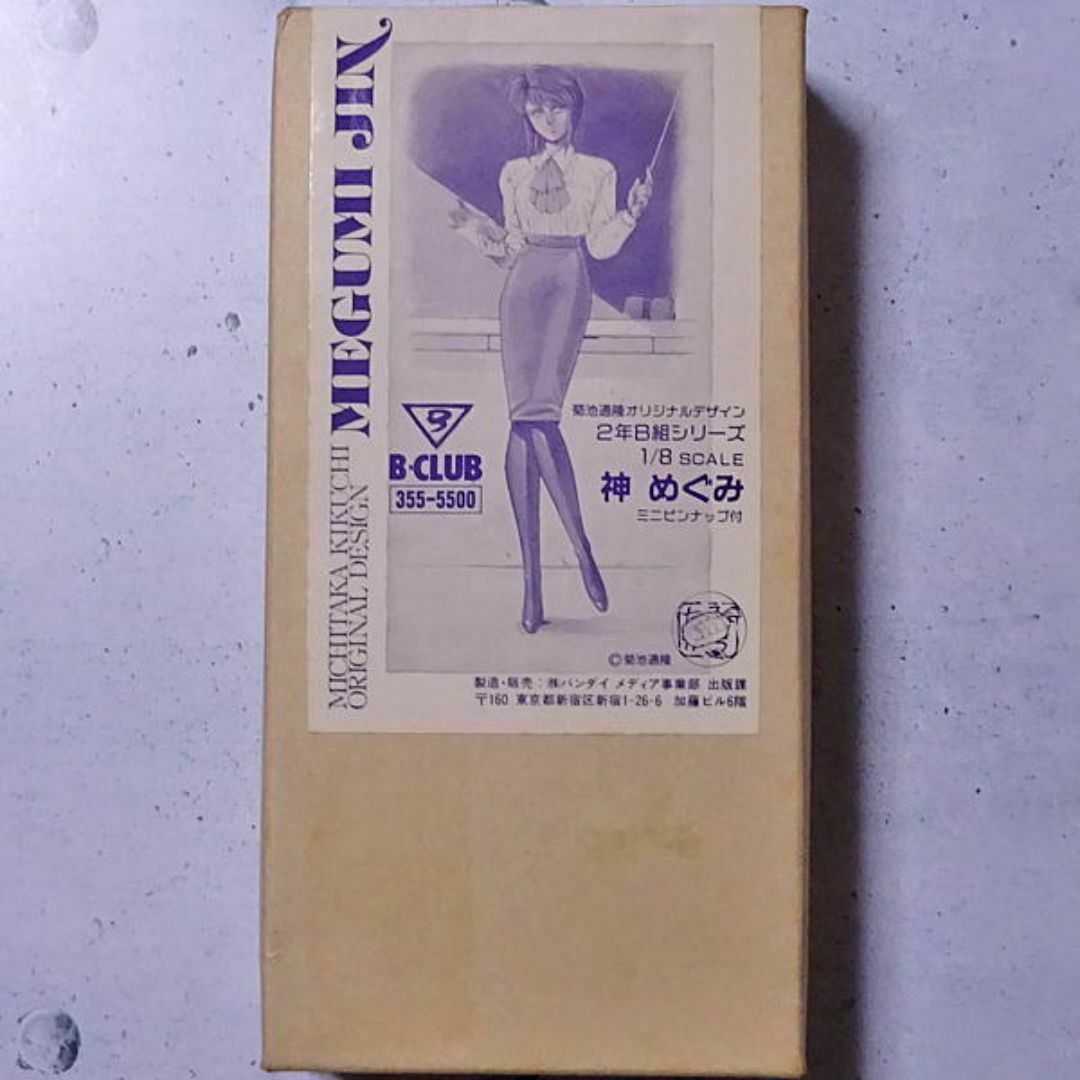 MEGUMI JIN
MICHITAKA KIKUCHI
ORIGINAL DESIGN
B
B-CLUB
355-5500
菊池通隆オリジナルデザイン
2年B組シリーズ
1/8 SCALE
神 めぐみ
ミニピンナップ付
©菊池通隆
製造・販売:㈱バンダイ メディア事業部 出版課
〒160 東京都新宿区新宿1-26-6 加藤ビル6階